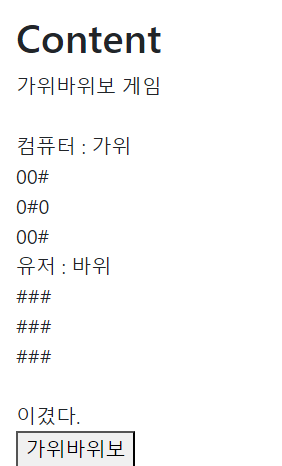 Content
가위바위보 게임
컴퓨터 : 가위
00#
0#0
00#
유저 : 바위
###
###
###
이겼다.
가위바위보